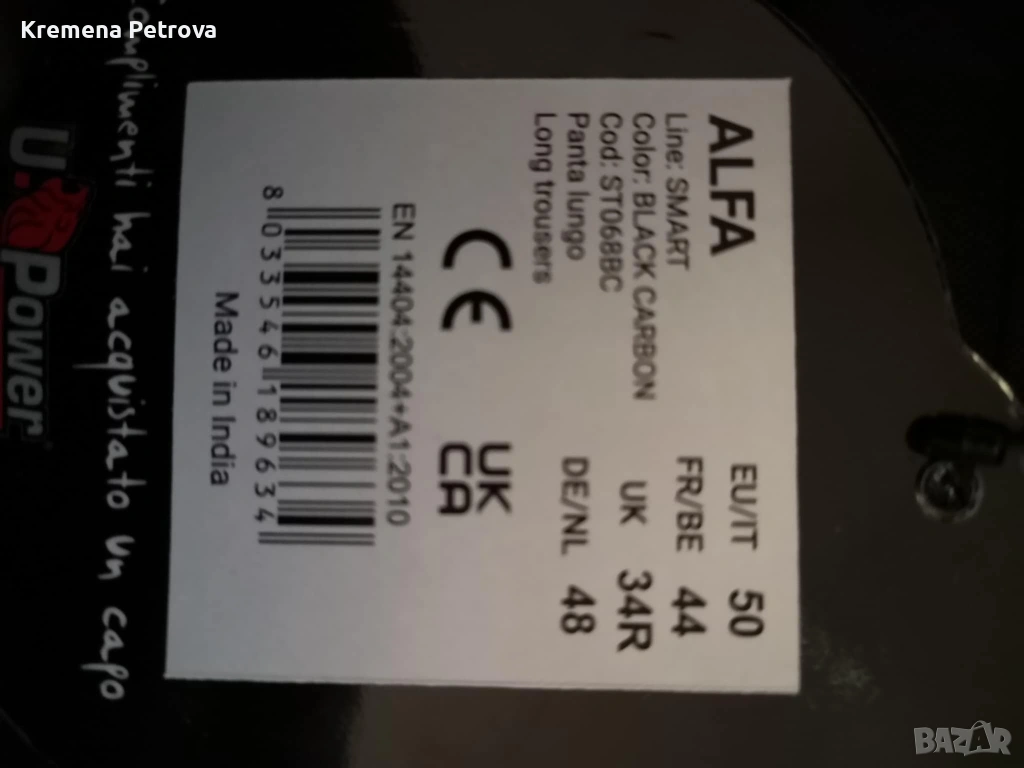 Kremena Petrova
ALFA
Line: SMART
Color: BLACK CARBON
Cod: ST068BC
Panta lungo
Long trousers
EU/IT 50
FR/BE 44
UK 34R
DE/NL 48
CE
UK
CA
EN 14404:2004+A1:2010
8 033546 189634
Made in India
Complimenti hai acquistato un capo
U.Power
BAZAR